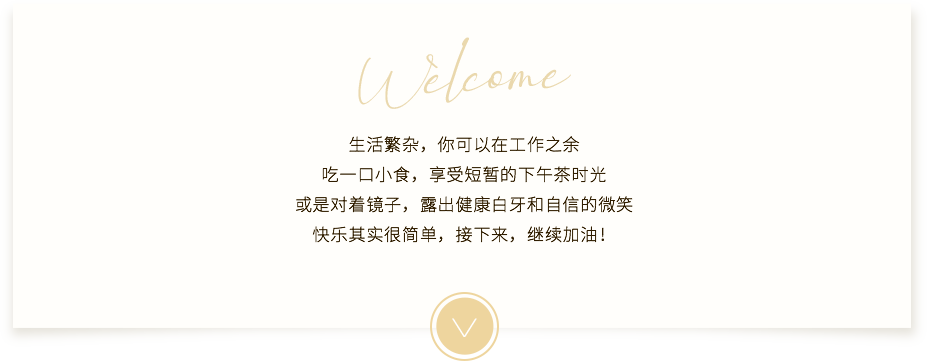 Welcome
生活繁杂，你可以在工作之余
吃一口小食，享受短暂的下午茶时光
或是对着镜子，露出健康白牙和自信的微笑
快乐其实很简单，接下来，继续加油！